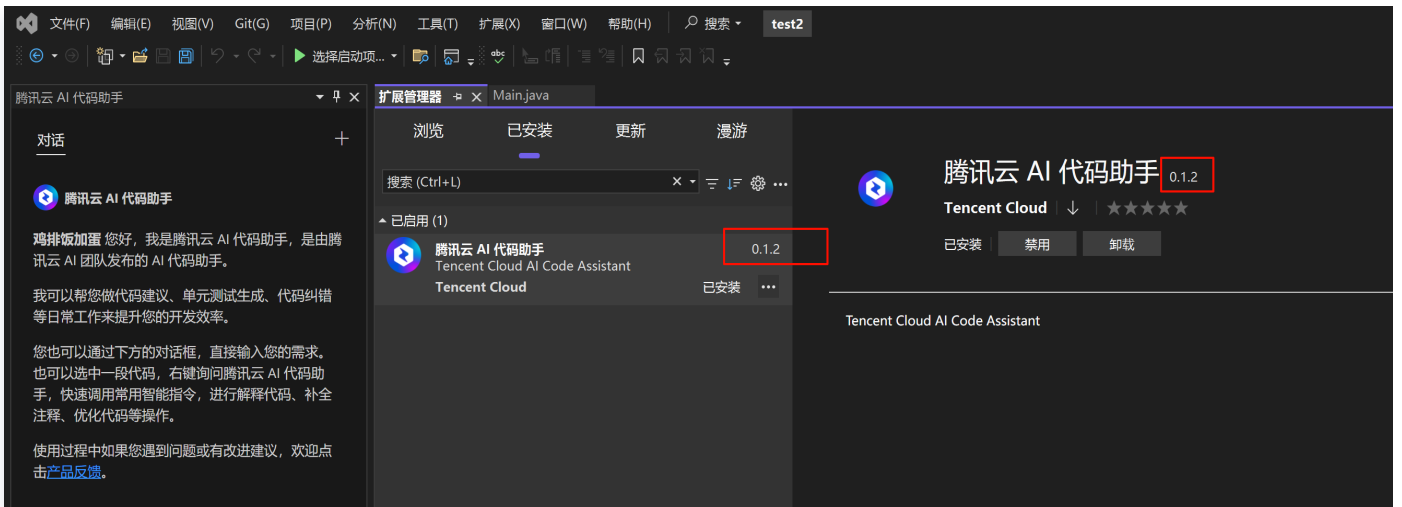 文件(F) 编辑(E) 视图(V) Git(G) 项目(P) 分析(N) 工具(T) 扩展(X) 窗口(W) 帮助(H) 搜索 test2
选择启动项... abc
腾讯云 AI 代码助手
对话
腾讯云 AI 代码助手
鸡排饭加蛋 您好，我是腾讯云 AI 代码助手，是由腾
讯云 AI 团队发布的 AI 代码助手。
我可以帮您做代码建议、单元测试生成、代码纠错
等日常工作来提升您的开发效率。
您也可以通过下方的对话框，直接输入您的需求。
也可以选中一段代码，右键询问腾讯云 AI 代码助
手，快速调用常用智能指令，进行解释代码、补全
注释、优化代码等操作。
使用过程中如果您遇到问题或有改进建议，欢迎点
击产品反馈。
扩展管理器 Main.java
浏览 已安装 更新 漫游
搜索 (Ctrl+L)
已启用 (1)
腾讯云 AI 代码助手 0.1.2
Tencent Cloud AI Code Assistant
Tencent Cloud 已安装
腾讯云 AI 代码助手 0.1.2
Tencent Cloud
已安装 禁用 卸载
Tencent Cloud AI Code Assistant